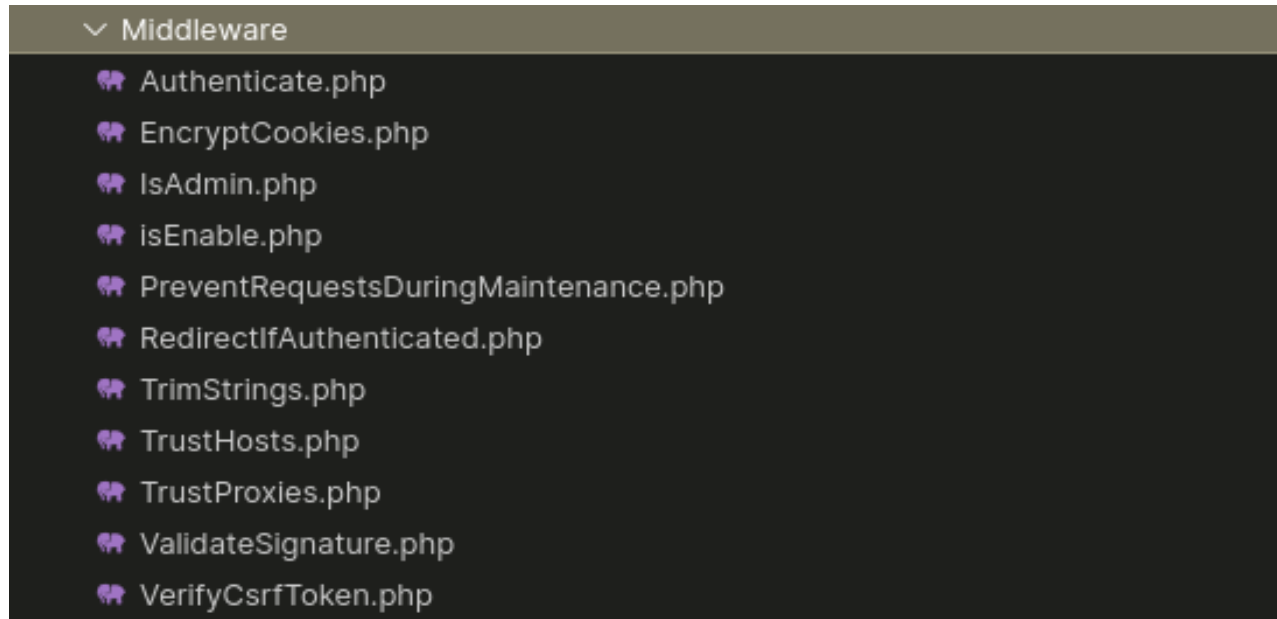 Middleware
Authenticate.php
EncryptCookies.php
IsAdmin.php
isEnable.php
PreventRequestsDuringMaintenance.php
RedirectIfAuthenticated.php
TrimStrings.php
TrustHosts.php
TrustProxies.php
ValidateSignature.php
VerifyCsrfToken.php